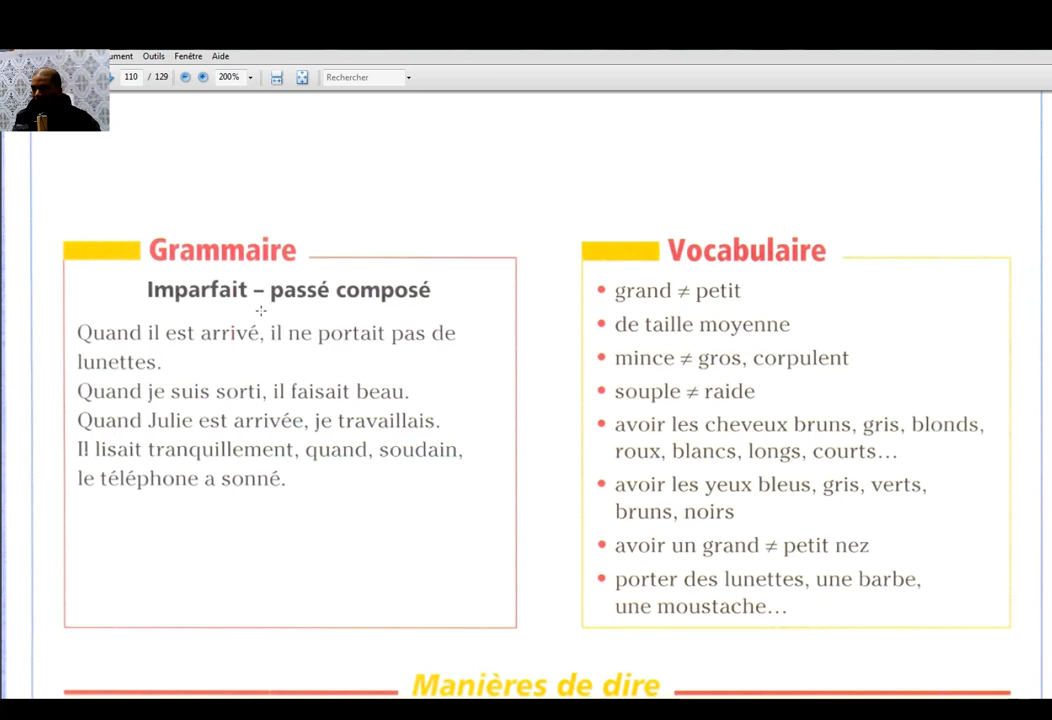 ument Outils Fenêtre Aide
110 / 129 200% Rechercher
Grammaire
Imparfait – passé composé
Quand il est arrivé, il ne portait pas de
lunettes.
Quand je suis sorti, il faisait beau.
Quand Julie est arrivée, je travaillais.
Il lisait tranquillement, quand, soudain,
le téléphone a sonné.
Vocabulaire
• grand ≠ petit
• de taille moyenne
• mince ≠ gros, corpulent
• souple ≠ raide
• avoir les cheveux bruns, gris, blonds,
roux, blancs, longs, courts…
• avoir les yeux bleus, gris, verts,
bruns, noirs
• avoir un grand ≠ petit nez
• porter des lunettes, une barbe,
une moustache…
Manières de dire